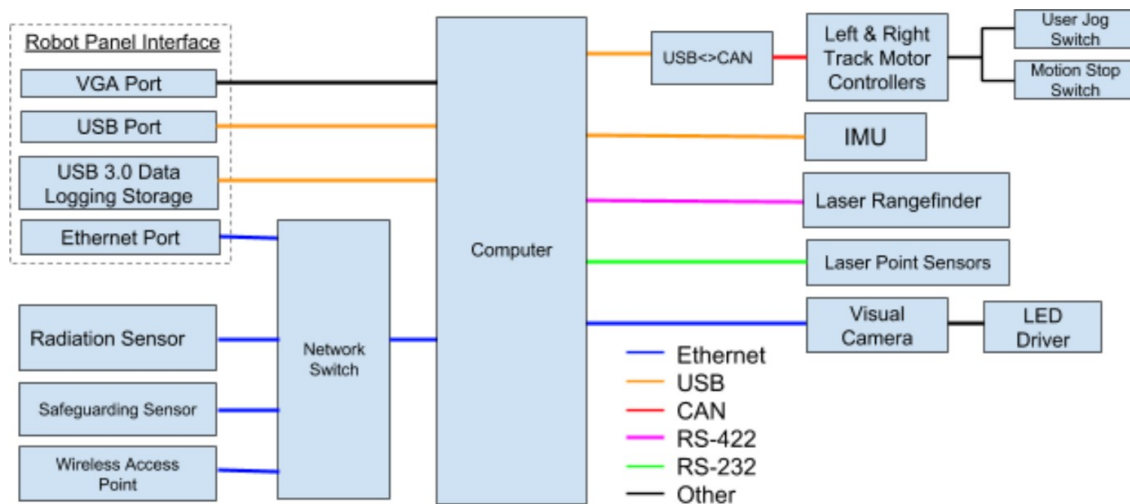 Robot Panel Interface
VGA Port
USB Port
USB 3.0 Data
Logging Storage
Ethernet Port
Radiation Sensor
Safeguarding Sensor
Wireless Access
Point
Network
Switch
Computer
USB<>CAN
Left & Right
Track Motor
Controllers
User Jog
Switch
Motion Stop
Switch
IMU
Laser Rangefinder
Laser Point Sensors
Visual
Camera
LED
Driver
Ethernet
USB
CAN
RS-422
RS-232
Other